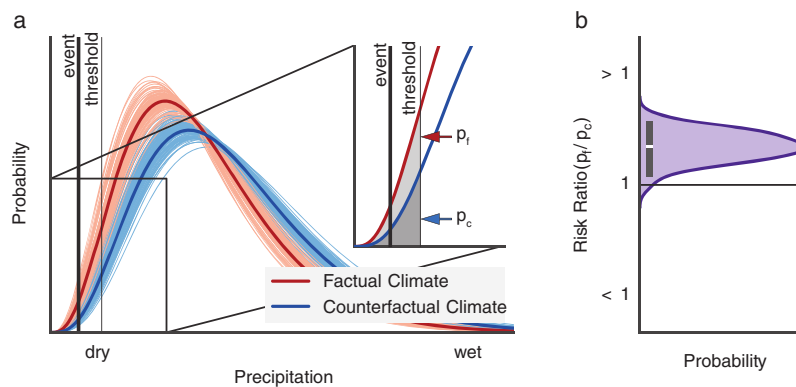 a
event
threshold
event
threshold
p_f
p_c
Probability
Factual Climate
Counterfactual Climate
dry
wet
Precipitation
b
> 1
1
< 1
Risk Ratio(p_f/ p_c)
Probability